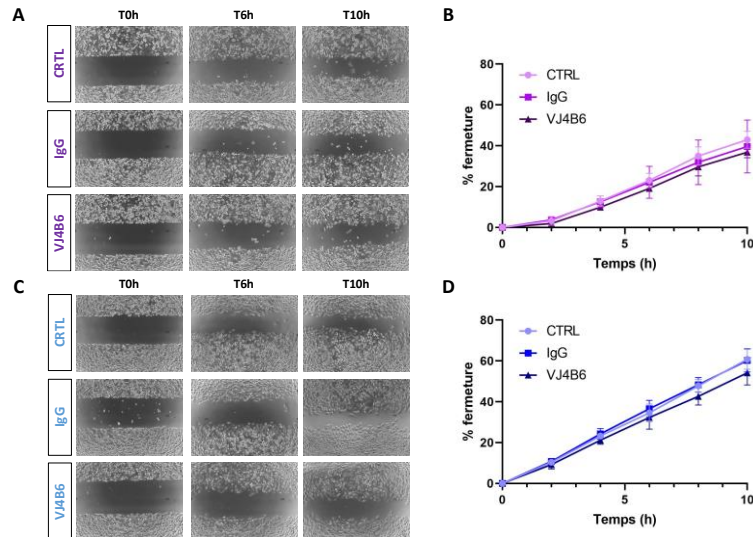 A
T0h
T6h
T10h
CRTL
IgG
VJ4B6
B
% fermeture
80
60
40
20
0
CTRL
IgG
VJ4B6
0
5
10
Temps (h)
C
T0h
T6h
T10h
CRTL
IgG
VJ4B6
D
% fermeture
80
60
40
20
0
CTRL
IgG
VJ4B6
0
5
10
Temps (h)